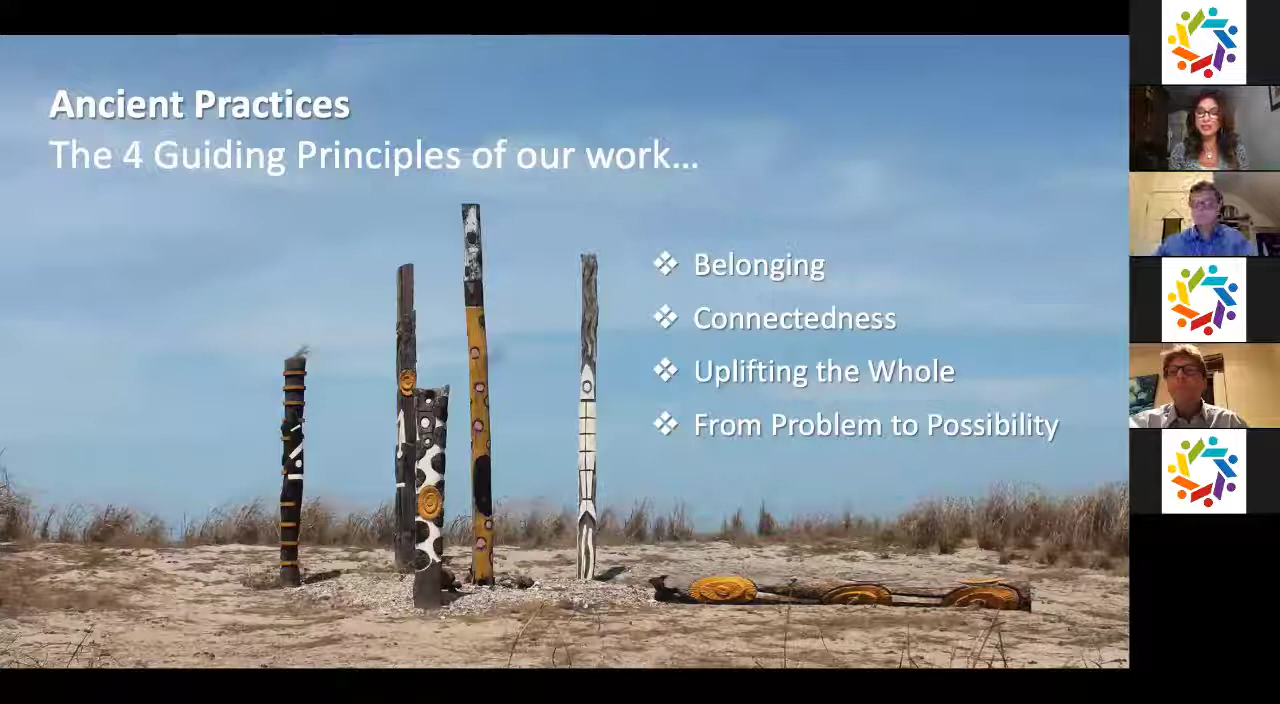 Ancient Practices
The 4 Guiding Principles of our work...
❖ Belonging
❖ Connectedness
❖ Uplifting the Whole
❖ From Problem to Possibility